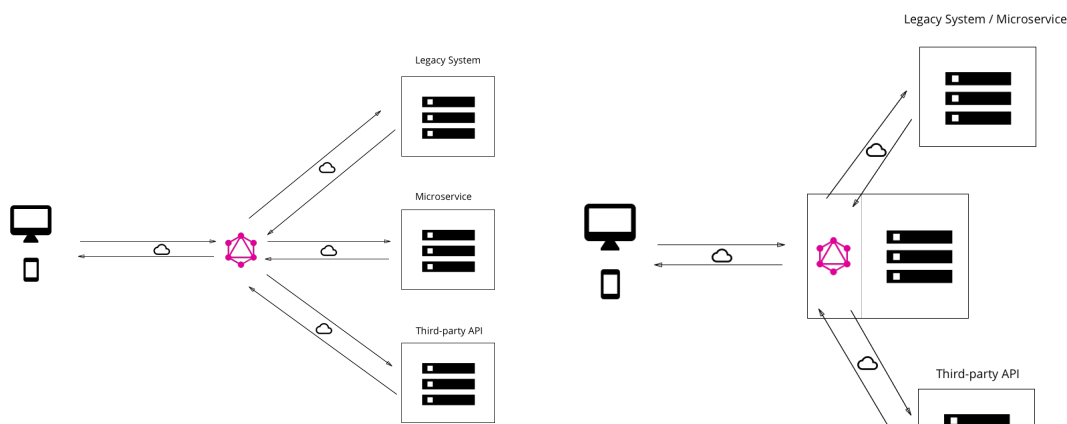 Legacy System
Microservice
Third-party API
Legacy System / Microservice
Third-party API